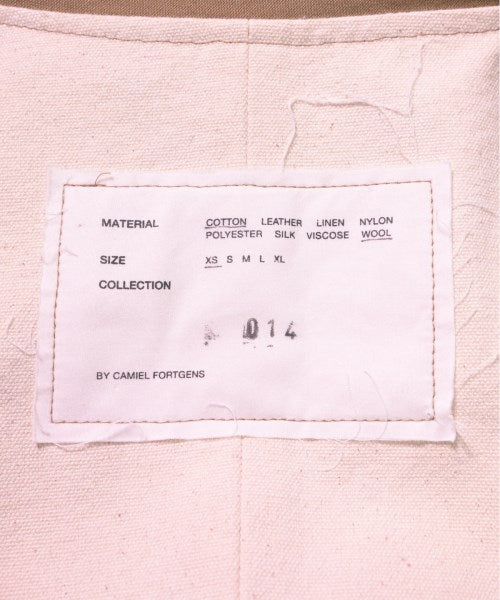 MATERIAL COTTON LEATHER LINEN NYLON
POLYESTER SILK VISCOSE WOOL
SIZE XS S M L XL
COLLECTION
014
BY CAMIEL FORTGENS